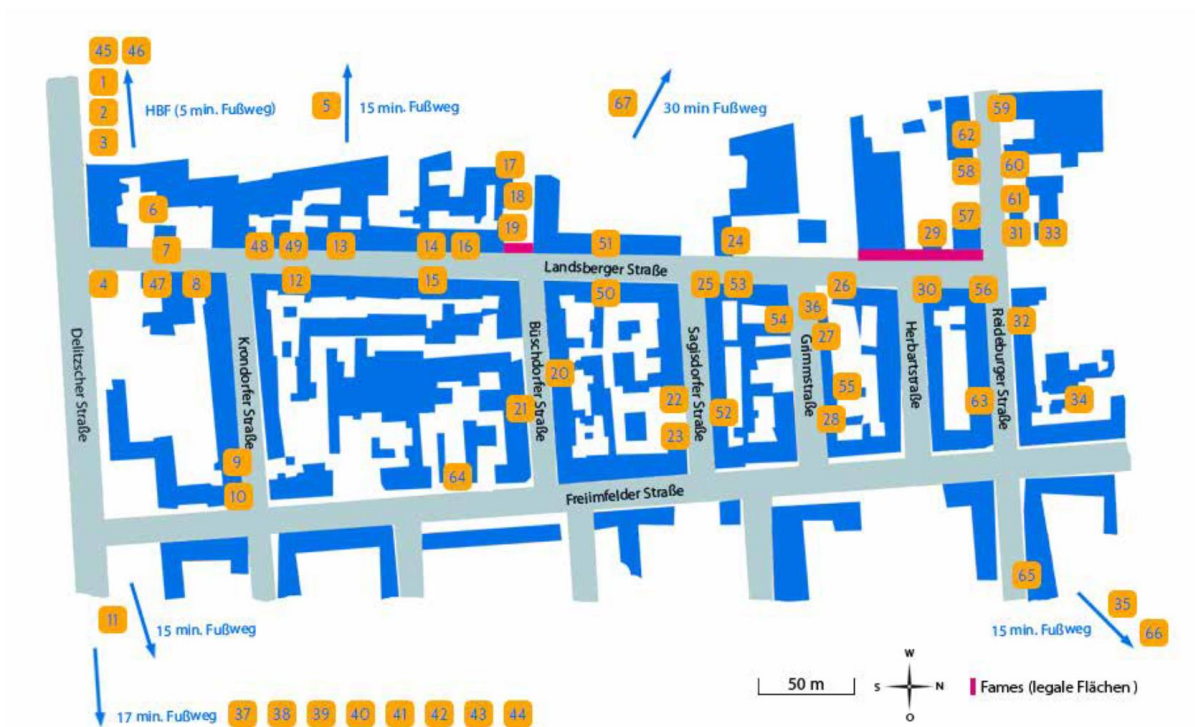 45 46
1
2
3
HBF (5 min. Fußweg)
5
15 min. Fußweg
67
30 min Fußweg
59
62
60
58
61
57
31
33
29
17
18
19
6
7
48
49
13
14
16
51
24
Landsberger Straße
4
47
8
12
15
50
25
53
26
30
56
54
36
27
32
Delitzscher Straße
Krondorfer Straße
Büschdorfer Straße
Sagisdorfer Straße
Grimmstraße
Herbartstraße
Reideburger Straße
20
21
22
23
52
55
28
63
34
9
10
64
Freiimfelder Straße
65
11
15 min. Fußweg
35
66
15 min. Fußweg
17 min. Fußweg
37 38 39 40 41 42 43 44
50 m
W
S
N
O
Fames (legale Flächen)